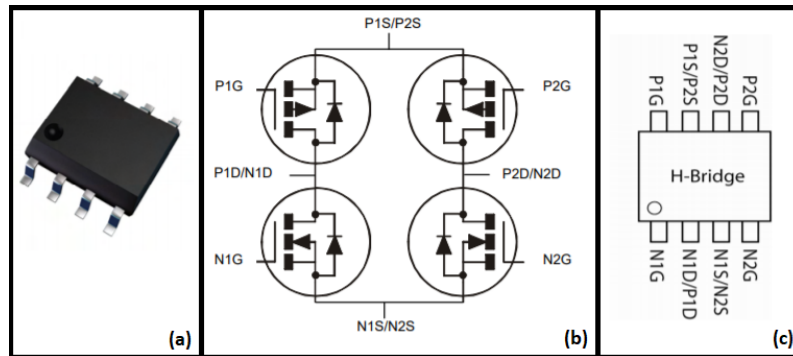 (a)
P1S/P2S
P1G
P2G
P1D/N1D
P2D/N2D
N1G
N2G
N1S/N2S
(b)
P1G
P1S/P2S
N2D/P2D
P2G
H-Bridge
N1G
N1D/P1D
N1S/N2S
N2G
(c)